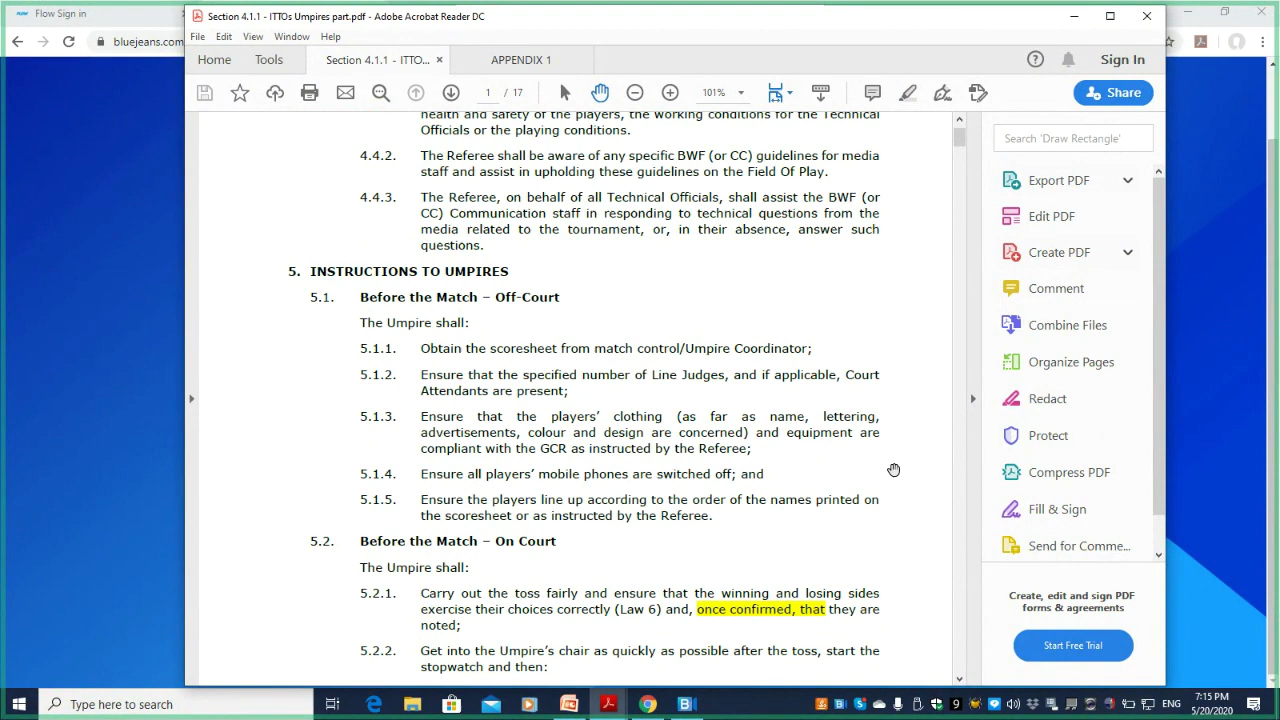 Flow Sign in
Section 4.1.1 - ITTOs Umpires part.pdf - Adobe Acrobat Reader DC
bluejeans.com
File Edit View Window Help
Home Tools Section 4.1.1 - ITTO... × APPENDIX 1 Sign In
1 / 17 101% Share
health and safety of the players, the working conditions for the Technical
Officials or the playing conditions.
4.4.2. The Referee shall be aware of any specific BWF (or CC) guidelines for media
staff and assist in upholding these guidelines on the Field Of Play.
4.4.3. The Referee, on behalf of all Technical Officials, shall assist the BWF (or
CC) Communication staff in responding to technical questions from the
media related to the tournament, or, in their absence, answer such
questions.
5. INSTRUCTIONS TO UMPIRES
5.1. Before the Match – Off-Court
The Umpire shall:
5.1.1. Obtain the scoresheet from match control/Umpire Coordinator;
5.1.2. Ensure that the specified number of Line Judges, and if applicable, Court
Attendants are present;
5.1.3. Ensure that the players' clothing (as far as name, lettering,
advertisements, colour and design are concerned) and equipment are
compliant with the GCR as instructed by the Referee;
5.1.4. Ensure all players' mobile phones are switched off; and
5.1.5. Ensure the players line up according to the order of the names printed on
the scoresheet or as instructed by the Referee.
5.2. Before the Match – On Court
The Umpire shall:
5.2.1. Carry out the toss fairly and ensure that the winning and losing sides
exercise their choices correctly (Law 6) and, once confirmed, that they are
noted;
5.2.2. Get into the Umpire's chair as quickly as possible after the toss, start the
stopwatch and then:
Search 'Draw Rectangle'
Export PDF
Edit PDF
Create PDF
Comment
Combine Files
Organize Pages
Redact
Protect
Compress PDF
Fill & Sign
Send for Comme...
Create, edit and sign PDF
forms & agreements
Start Free Trial
Type here to search
ENG
7:15 PM
5/20/2020